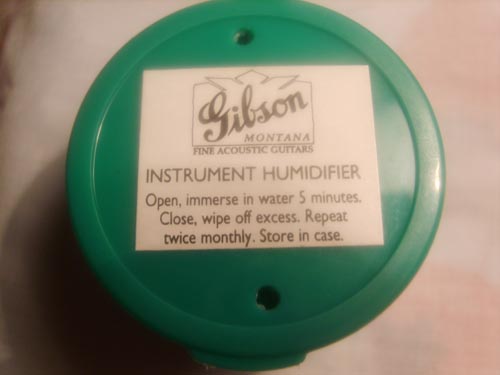 Gibson
MONTANA
FINE ACOUSTIC GUITARS
INSTRUMENT HUMIDIFIER
Open, immerse in water 5 minutes.
Close, wipe off excess. Repeat
twice monthly. Store in case.